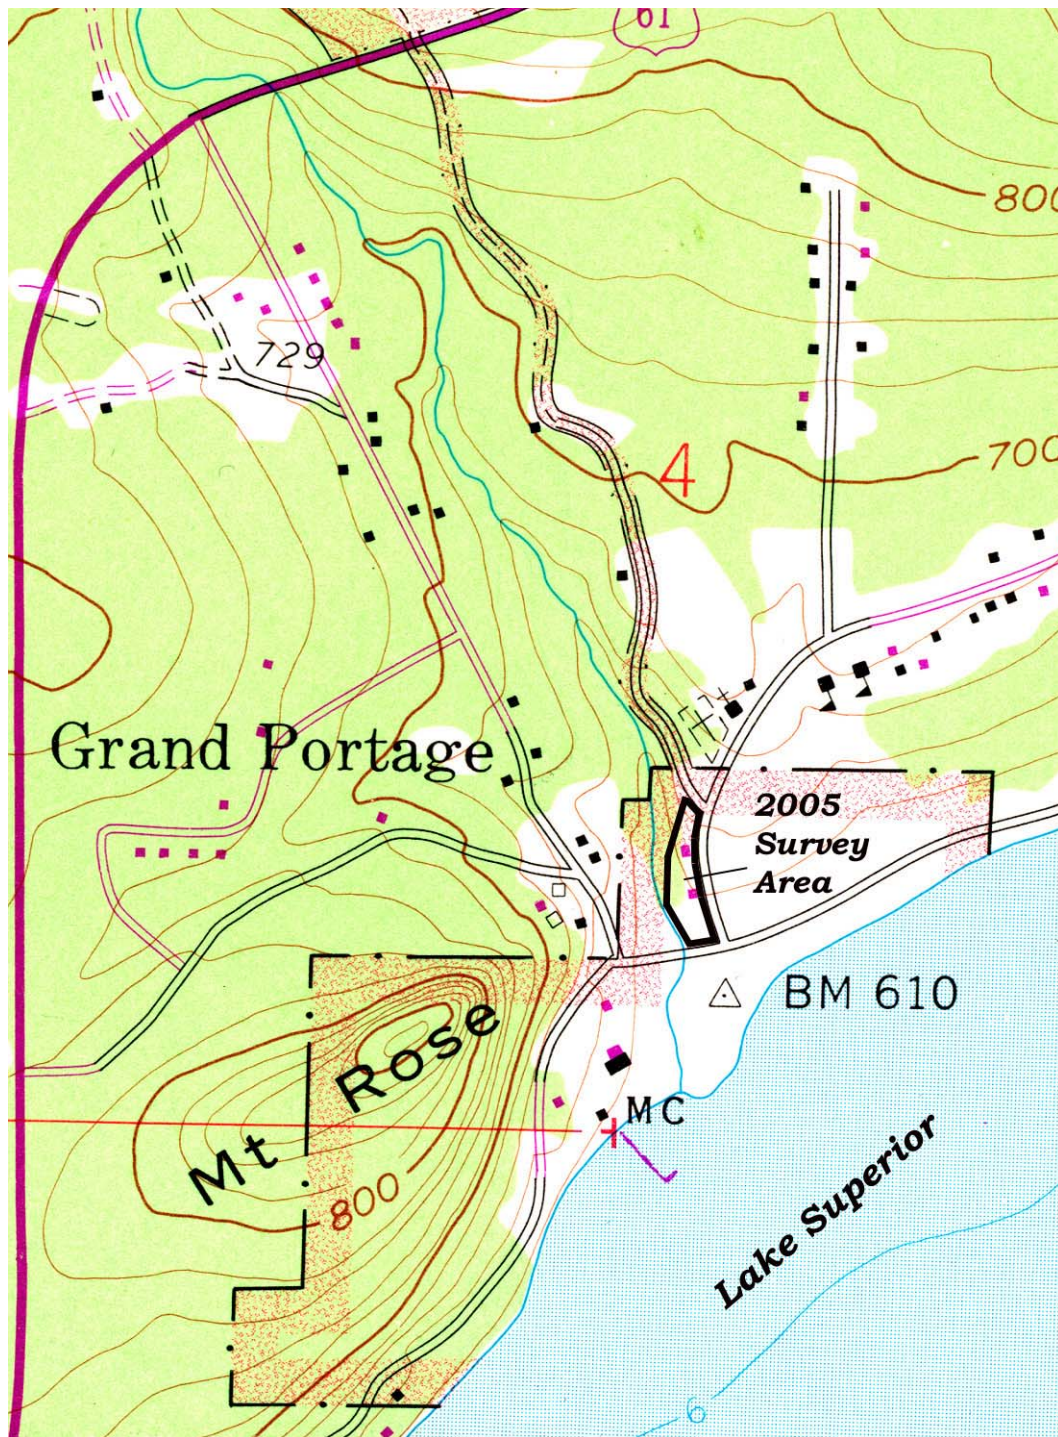 61
800
729
4
700
Grand Portage
2005
Survey
Area
BM 610
Mt Rose
MC
800
Lake Superior
6